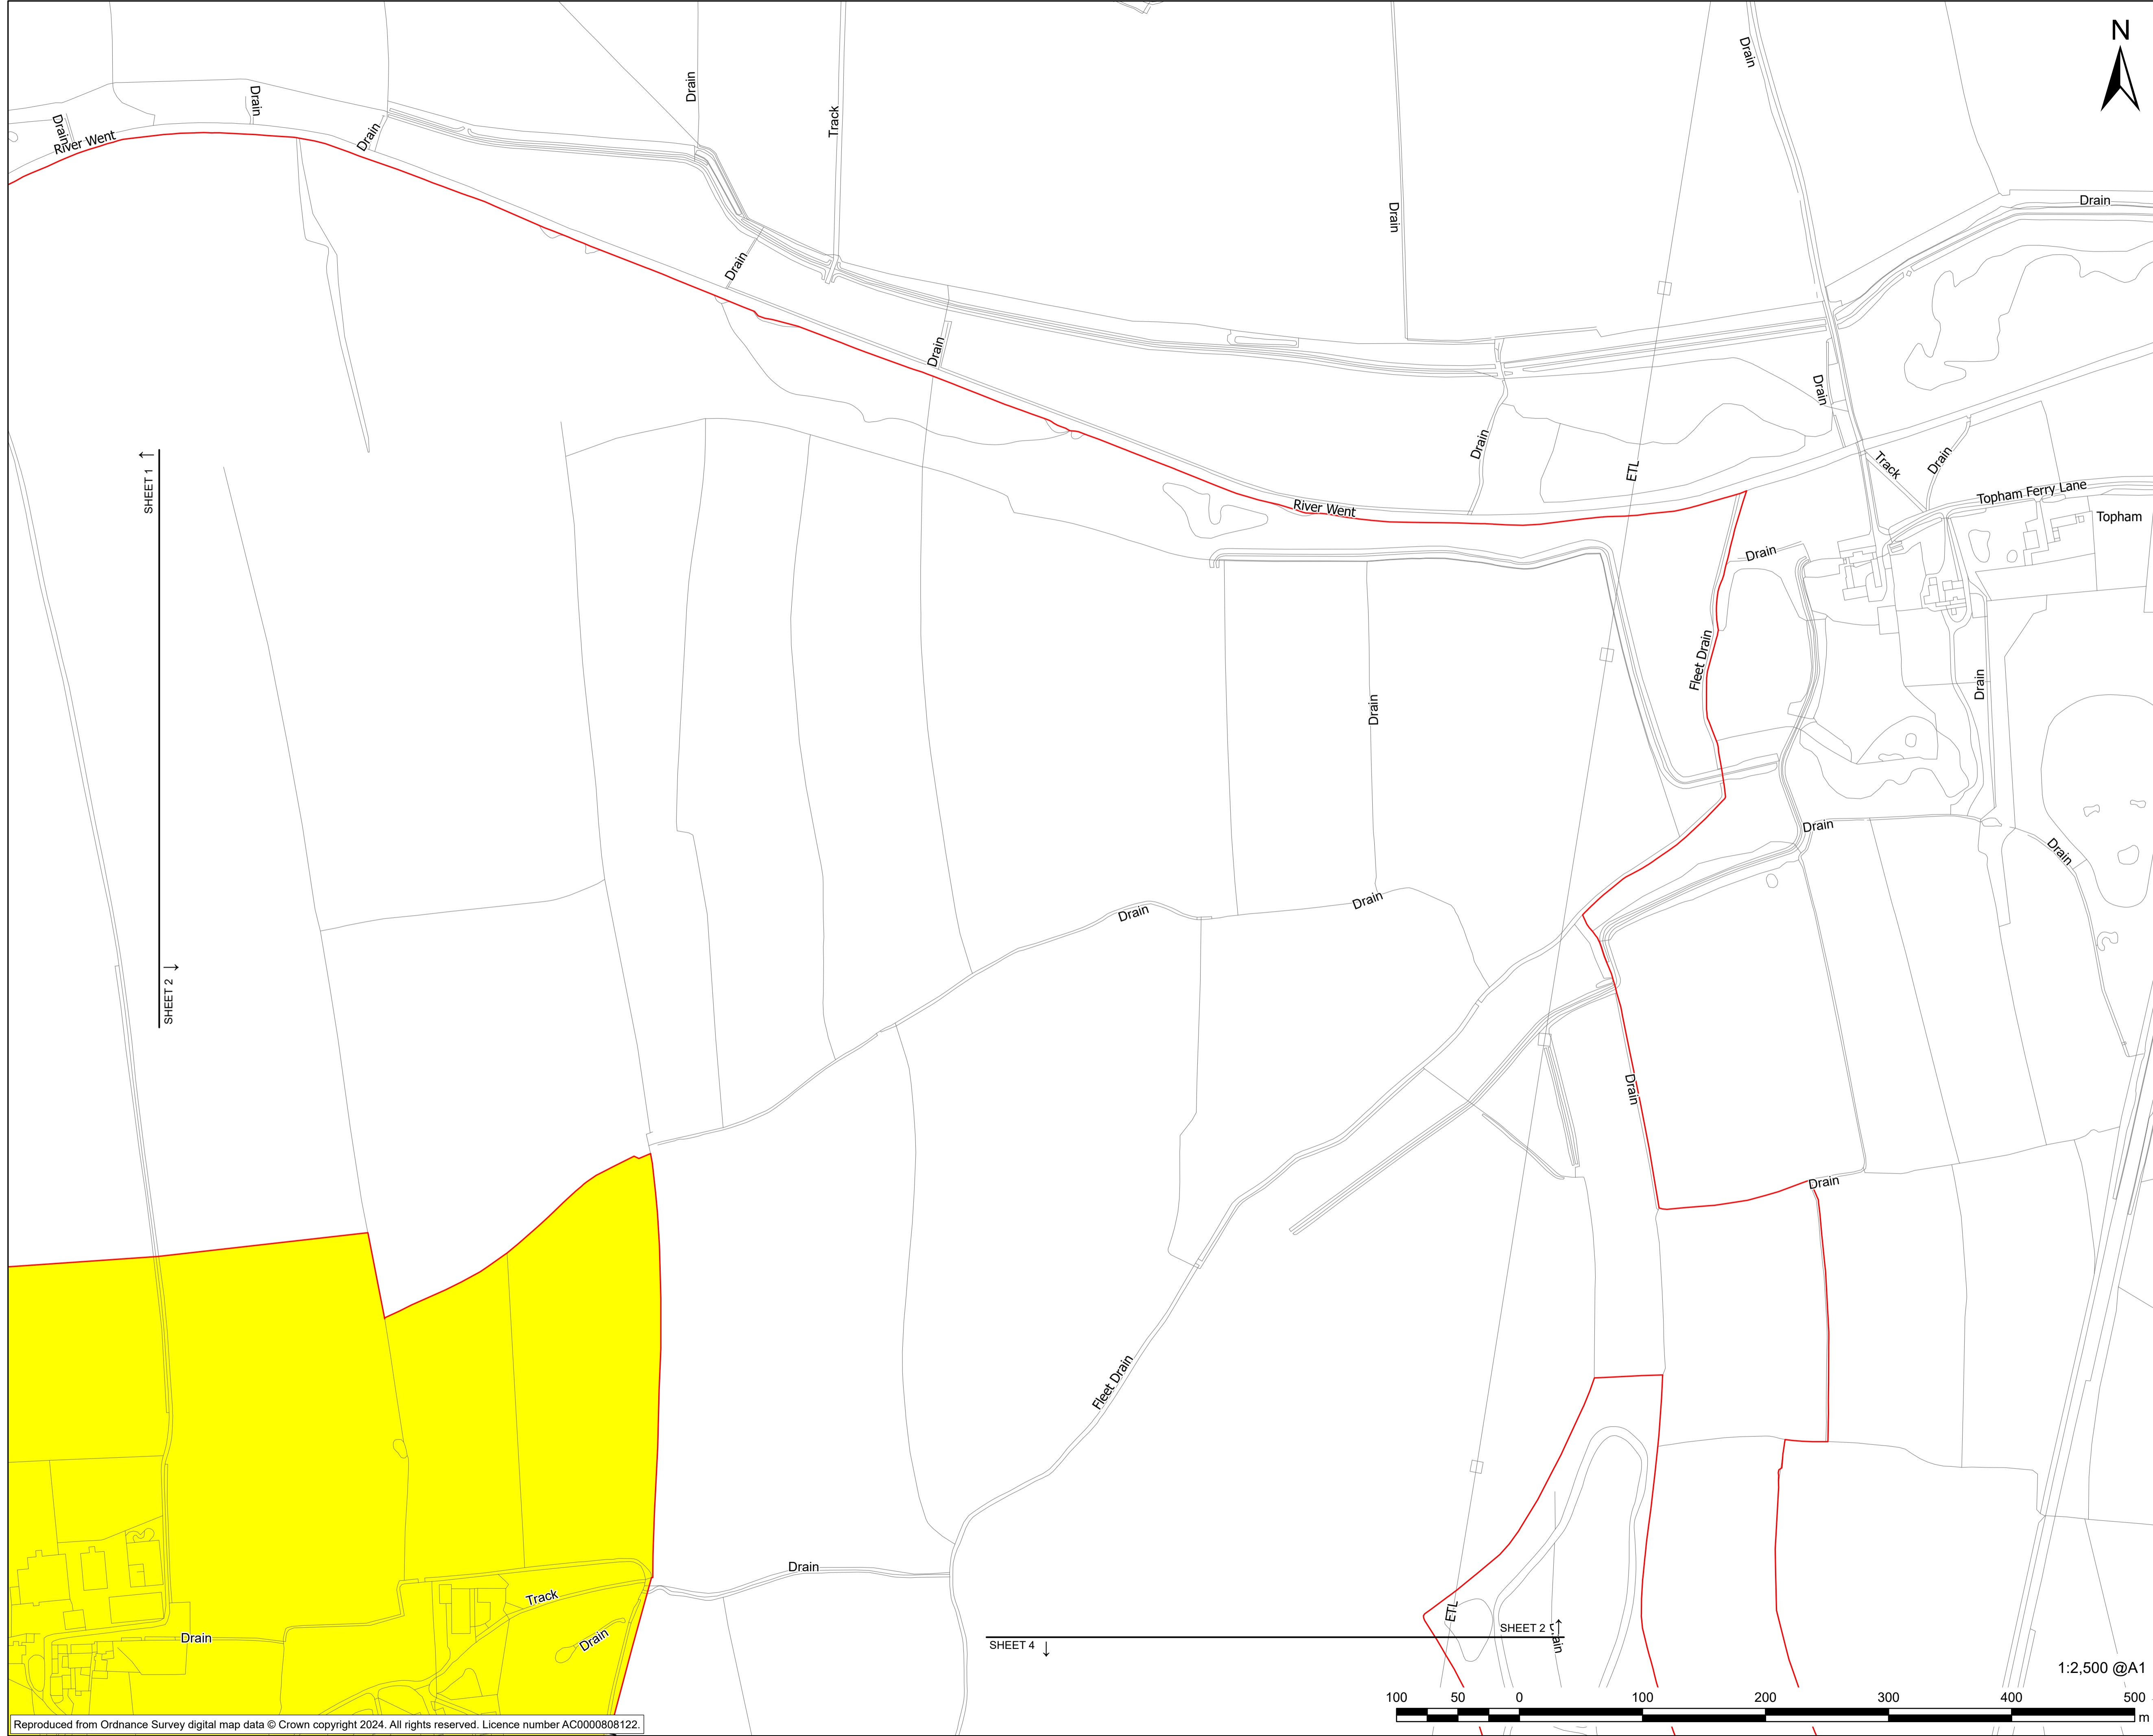 N
Drain
Drain
Drain
Drain
Drain
Track
Drain
River Went
Drain
Drain
Drain
Drain
Drain
Drain
Drain
ETL
Track
Drain
SHEET 1 ↑
Topham Ferry Lane
River Went
Topham
Drain
Fleet Drain
Drain
Drain
Drain
Drain
Drain
Drain
SHEET 2 ↓
Drain
Drain
Fleet Drain
Drain
Track
ETL
Drain
Drain
SHEET 2 ↑
Drain
SHEET 4 ↓
1:2,500 @A1
100 50 0 100 200 300 400 500
m
Reproduced from Ordnance Survey digital map data © Crown copyright 2024. All rights reserved. Licence number AC0000808122.